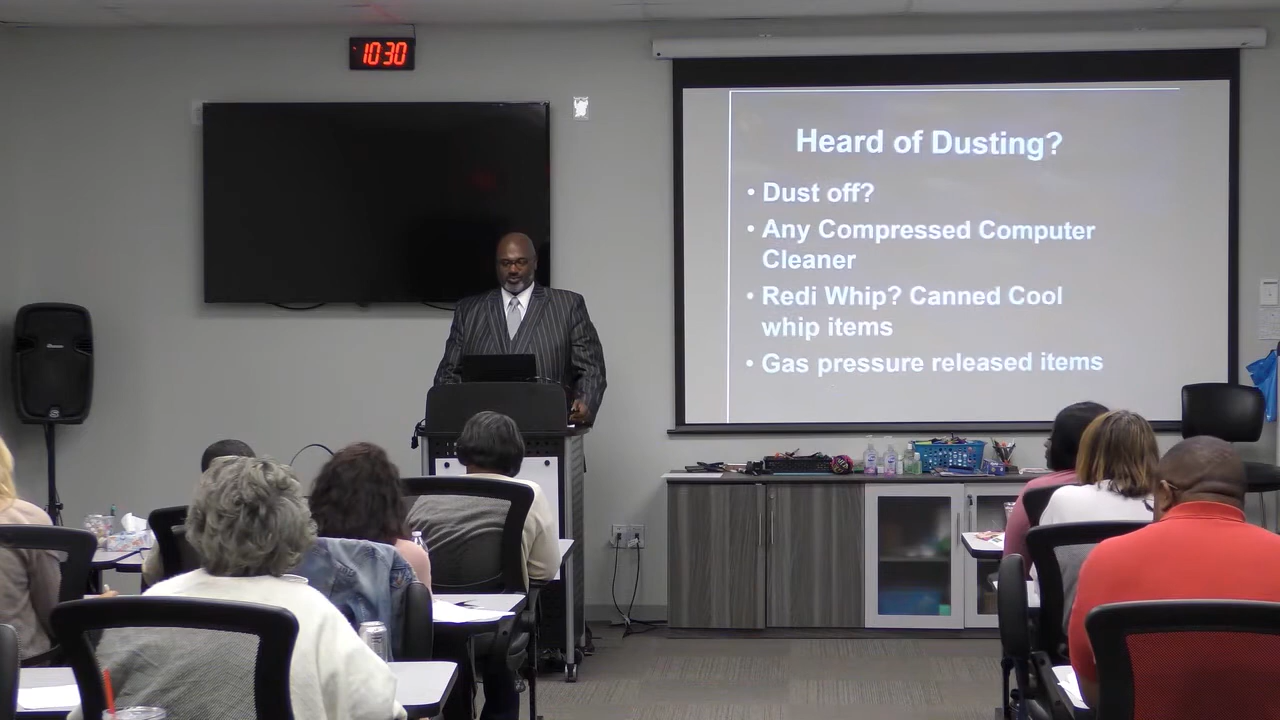 10:30
Heard of Dusting?
• Dust off?
• Any Compressed Computer
Cleaner
• Redi Whip? Canned Cool
whip items
• Gas pressure released items